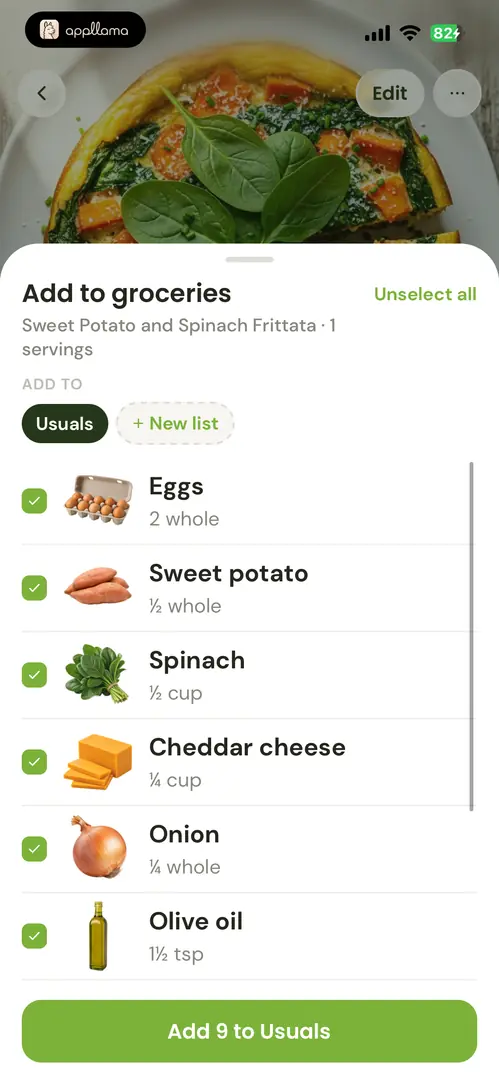 appllama
82
Edit
Add to groceries
Unselect all
Sweet Potato and Spinach Frittata · 1
servings
ADD TO
Usuals
+ New list
Eggs
2 whole
Sweet potato
½ whole
Spinach
½ cup
Cheddar cheese
¼ cup
Onion
¼ whole
Olive oil
1½ tsp
Add 9 to Usuals